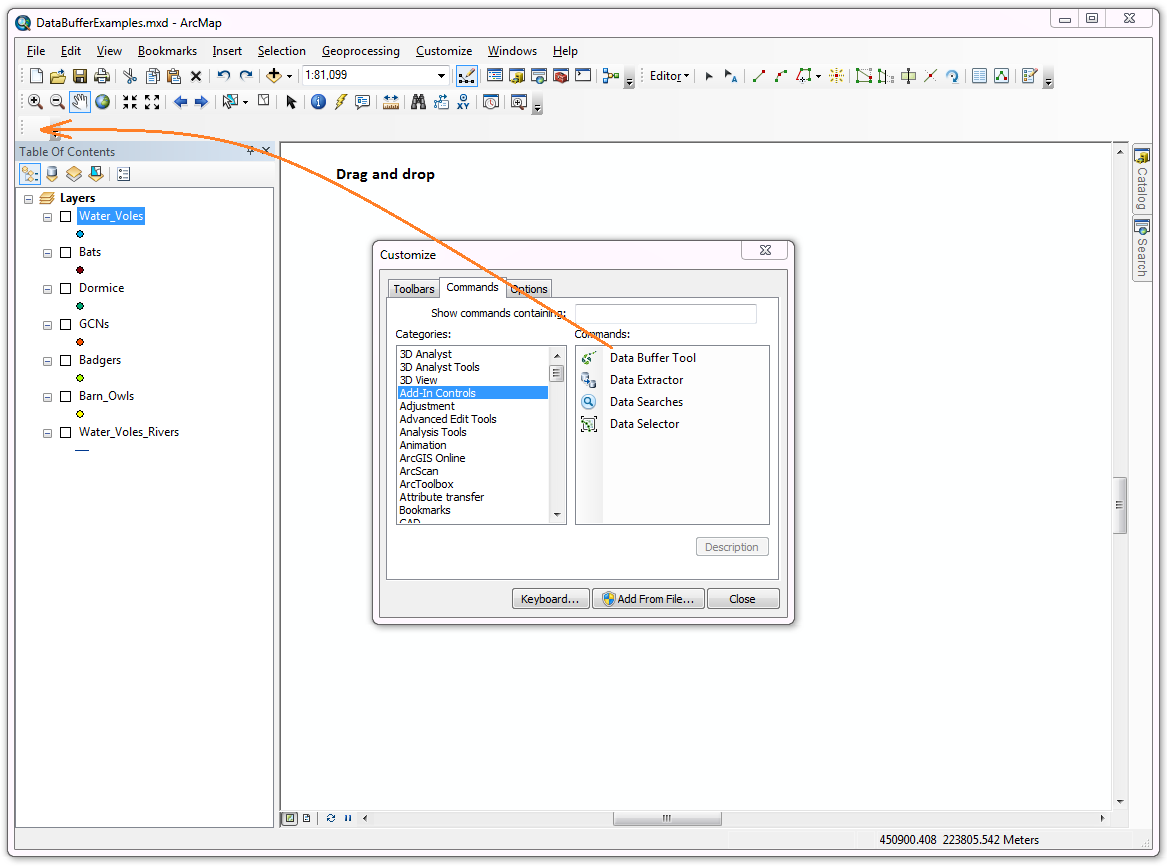 DataBufferExamples.mxd - ArcMap
File Edit View Bookmarks Insert Selection Geoprocessing Customize Windows Help
1:81,099
Editor
Table Of Contents
Layers
Water_Voles
Bats
Dormice
GCNs
Badgers
Barn_Owls
Water_Voles_Rivers
Drag and drop
Catalog
Search
Customize
Toolbars Commands Options
Show commands containing:
Categories:
3D Analyst
3D Analyst Tools
3D View
Add-In Controls
Adjustment
Advanced Edit Tools
Analysis Tools
Animation
ArcGIS Online
ArcScan
ArcToolbox
Attribute transfer
Bookmarks
CAD
Commands:
Data Buffer Tool
Data Extractor
Data Searches
Data Selector
Description
Keyboard... Add From File... Close
450900.408 223805.542 Meters